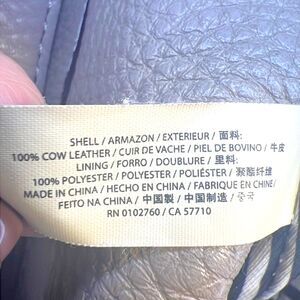 SHELL / ARMAZON / EXTERIEUR / 面料:
100% COW LEATHER / CUIR DE VACHE / PIEL DE BOVINO / 牛皮
LINING / FORRO / DOUBLURE / 里料:
100% POLYESTER / POLYESTER / POLIÉSTER / 聚酯纤维
MADE IN CHINA / HECHO EN CHINA / FABRIQUE EN CHINE/
FEITO NA CHINA / 中國製 / 中国制造 / 중국
RN 0102760 / CA 57710